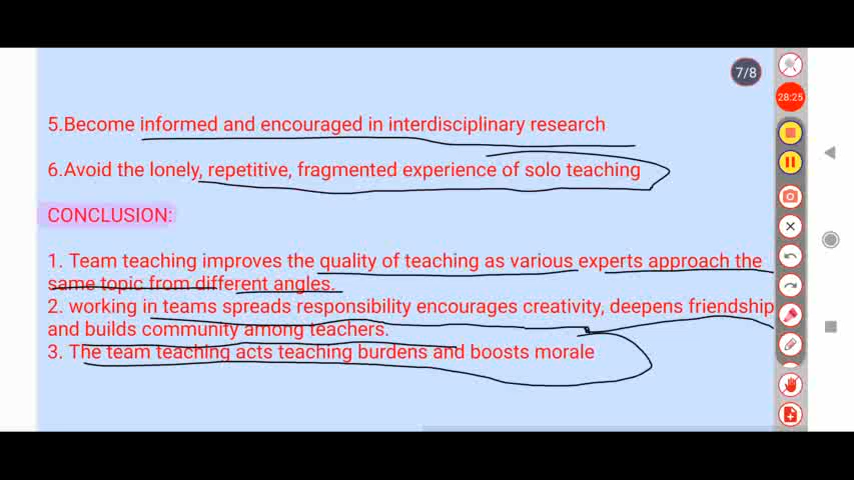 7/8
28:25
5.Become informed and encouraged in interdisciplinary research
6.Avoid the lonely, repetitive, fragmented experience of solo teaching
CONCLUSION:
1. Team teaching improves the quality of teaching as various experts approach the
same topic from different angles.
2. working in teams spreads responsibility encourages creativity, deepens friendship
and builds community among teachers.
3. The team teaching acts teaching burdens and boosts morale